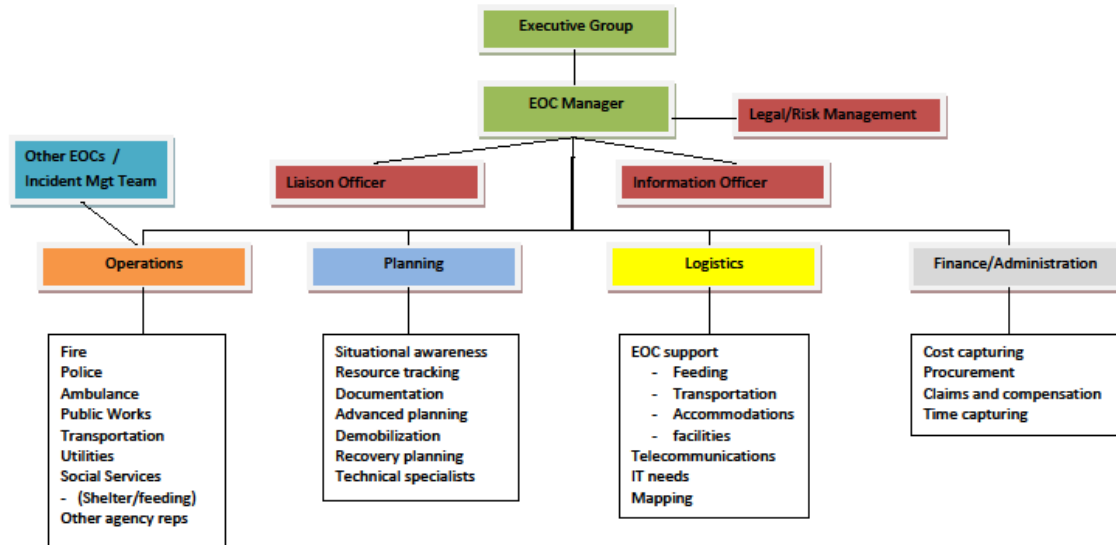 Executive Group
EOC Manager
Legal/Risk Management
Other EOCs /
Incident Mgt Team
Liaison Officer
Information Officer
Operations
Planning
Logistics
Finance/Administration
Fire
Police
Ambulance
Public Works
Transportation
Utilities
Social Services
- (Shelter/feeding)
Other agency reps
Situational awareness
Resource tracking
Documentation
Advanced planning
Demobilization
Recovery planning
Technical specialists
EOC support
- Feeding
- Transportation
- Accommodations
- facilities
Telecommunications
IT needs
Mapping
Cost capturing
Procurement
Claims and compensation
Time capturing